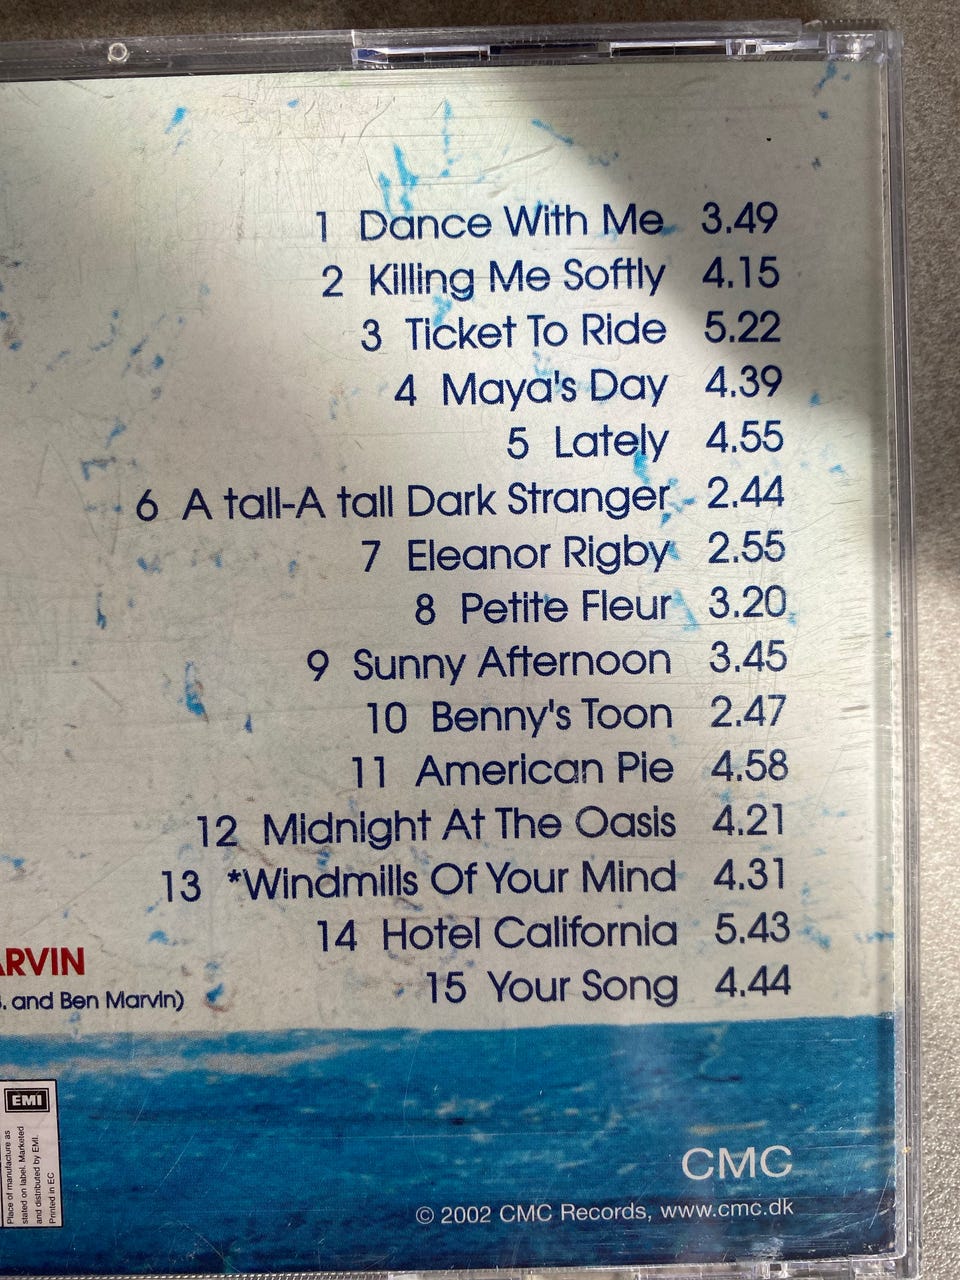 1 Dance With Me 3.49
2 Killing Me Softly 4.15
3 Ticket To Ride 5.22
4 Maya's Day 4.39
5 Lately 4.55
6 A tall-A tall Dark Stranger 2.44
7 Eleanor Rigby 2.55
8 Petite Fleur 3.20
9 Sunny Afternoon 3.45
10 Benny's Toon 2.47
11 American Pie 4.58
12 Midnight At The Oasis 4.21
13 *Windmills Of Your Mind 4.31
14 Hotel California 5.43
15 Your Song 4.44
ARVIN
. and Ben Marvin)
EMI
Place of manufacture as
stated on label. Marketed
and distributed by EMI.
Printed in EC
CMC
© 2002 CMC Records, www.cmc.dk